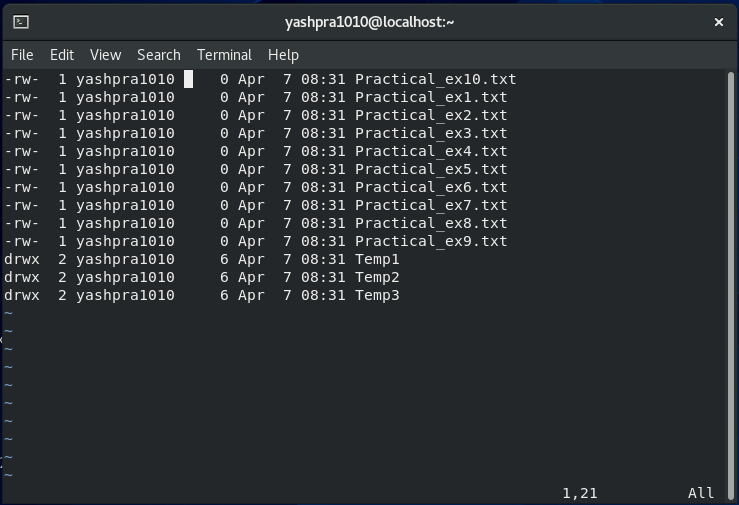 yashpra1010@localhost:~
File Edit View Search Terminal Help
-rw-  1 yashpra1010     0 Apr  7 08:31 Practical_ex10.txt
-rw-  1 yashpra1010     0 Apr  7 08:31 Practical_ex1.txt
-rw-  1 yashpra1010     0 Apr  7 08:31 Practical_ex2.txt
-rw-  1 yashpra1010     0 Apr  7 08:31 Practical_ex3.txt
-rw-  1 yashpra1010     0 Apr  7 08:31 Practical_ex4.txt
-rw-  1 yashpra1010     0 Apr  7 08:31 Practical_ex5.txt
-rw-  1 yashpra1010     0 Apr  7 08:31 Practical_ex6.txt
-rw-  1 yashpra1010     0 Apr  7 08:31 Practical_ex7.txt
-rw-  1 yashpra1010     0 Apr  7 08:31 Practical_ex8.txt
-rw-  1 yashpra1010     0 Apr  7 08:31 Practical_ex9.txt
drwx  2 yashpra1010     6 Apr  7 08:31 Temp1
drwx  2 yashpra1010     6 Apr  7 08:31 Temp2
drwx  2 yashpra1010     6 Apr  7 08:31 Temp3
~
~
~
~
~
~
~
~
~
~
1,21          All